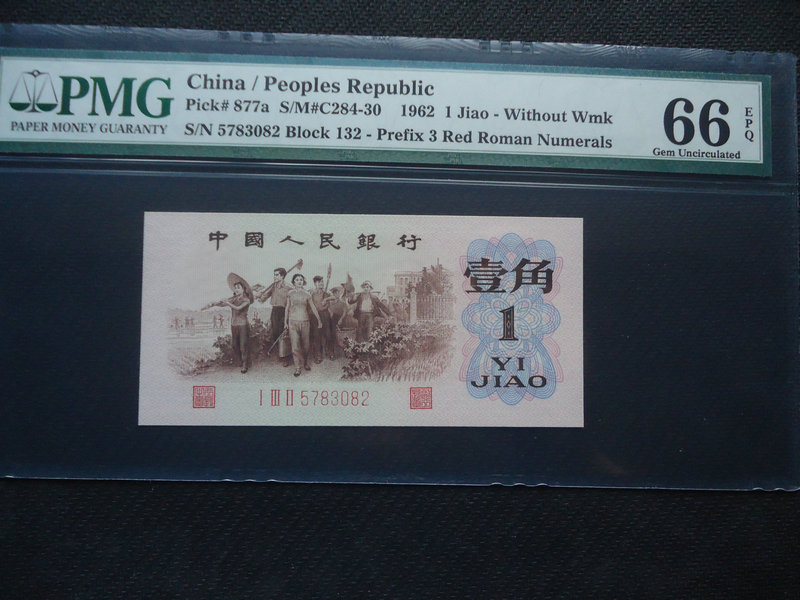 PMG
PAPER MONEY GUARANTY
China / Peoples Republic
Pick# 877a S/M#C284-30 1962 1 Jiao - Without Wmk
S/N 5783082 Block 132 - Prefix 3 Red Roman Numerals
66
EPQ
Gem Uncirculated
中國人民銀行
壹角
1
YI
JIAO
I III II 5783082